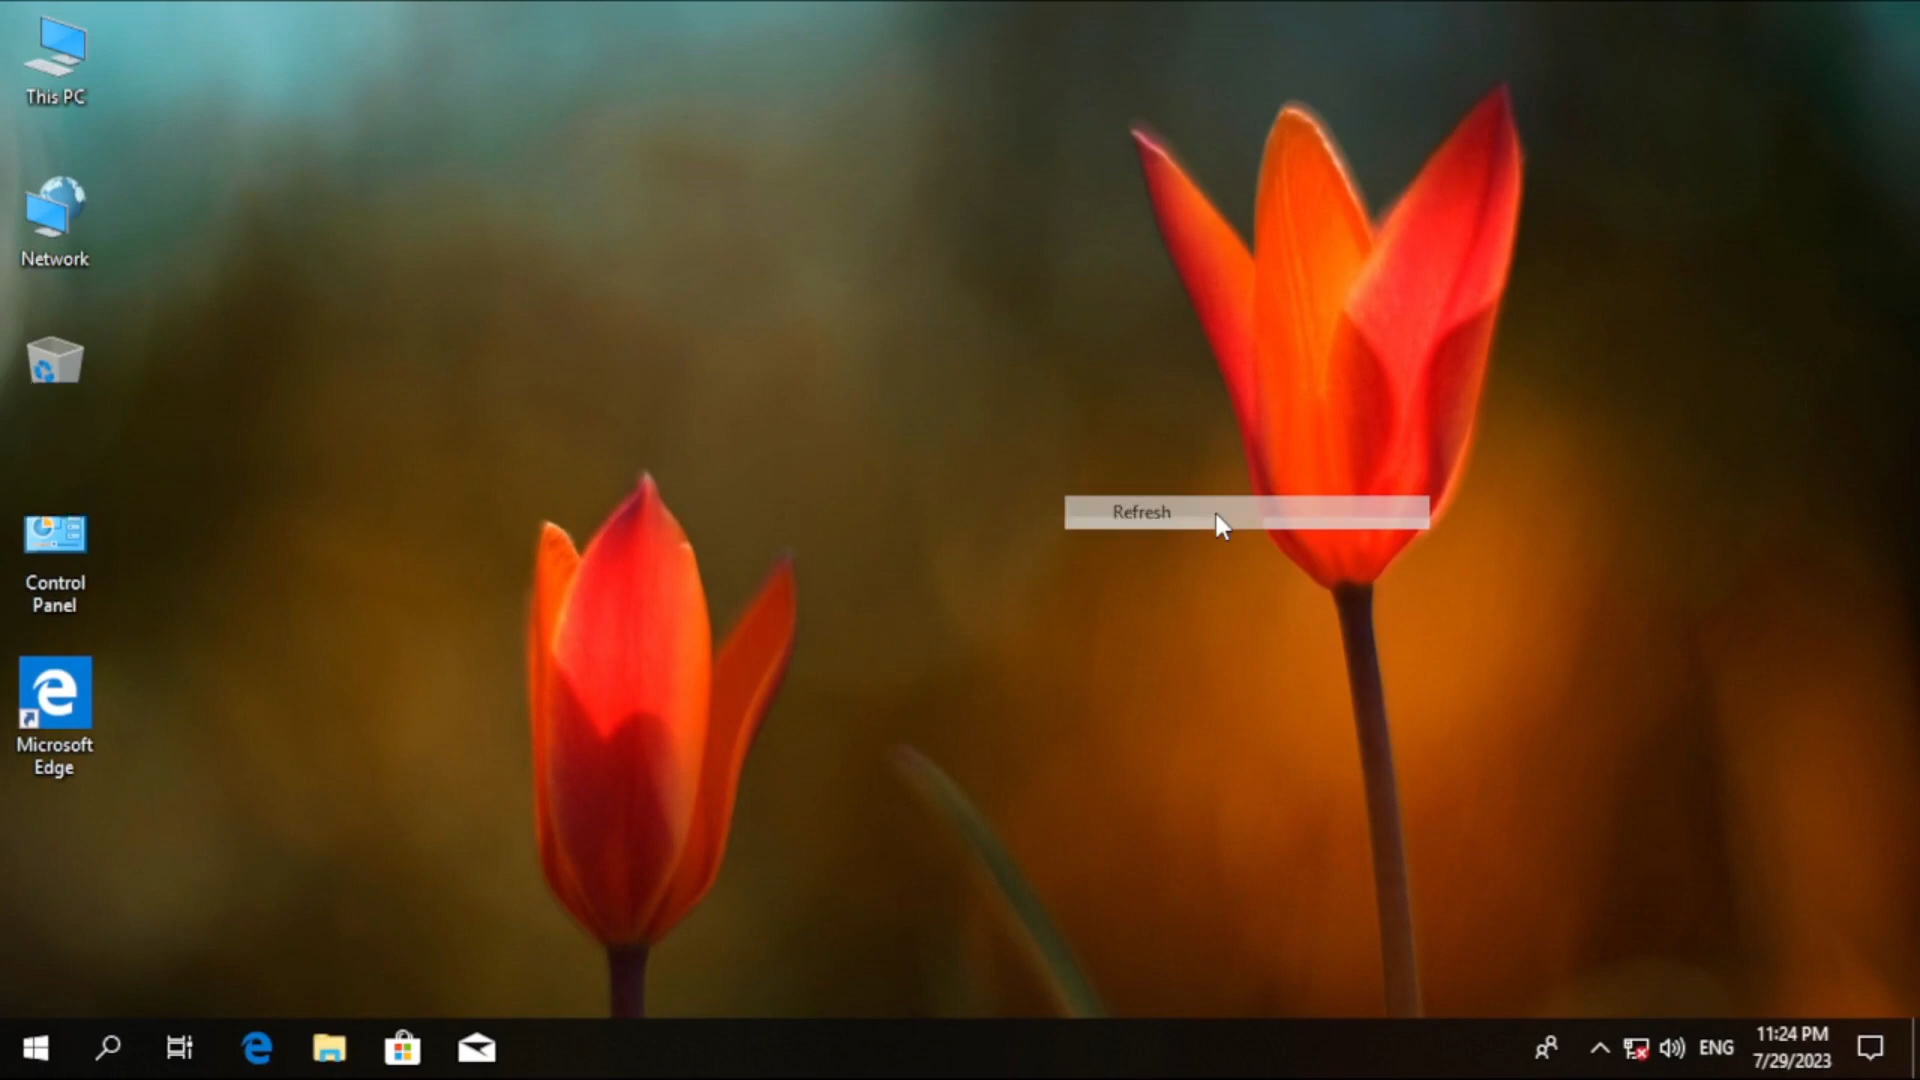 This PC
Network
Control
Panel
Microsoft
Edge
Refresh
ENG
11:24 PM
7/29/2023